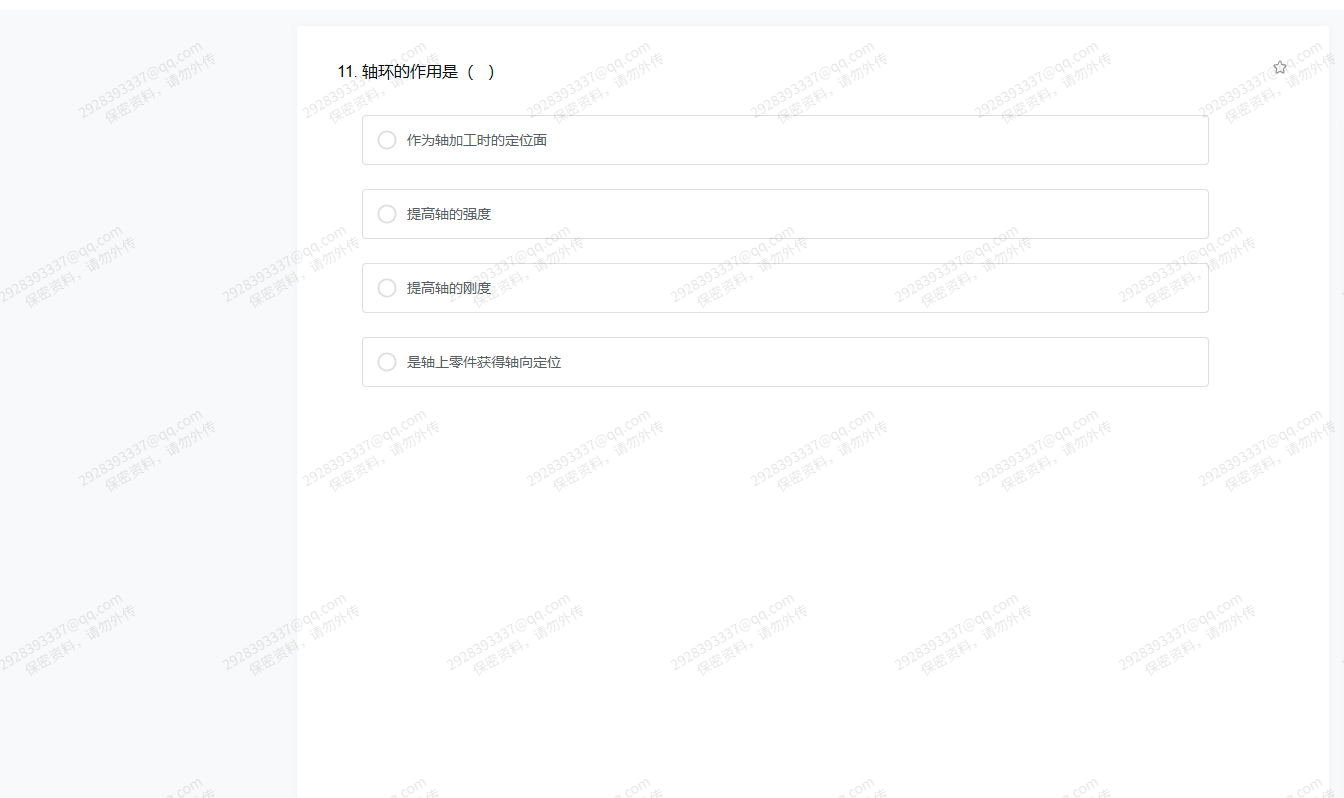 11. 轴环的作用是（ ）
作为轴加工时的定位面
提高轴的强度
提高轴的刚度
是轴上零件获得轴向定位
2928393337@qq.com
保密资料，请勿外传